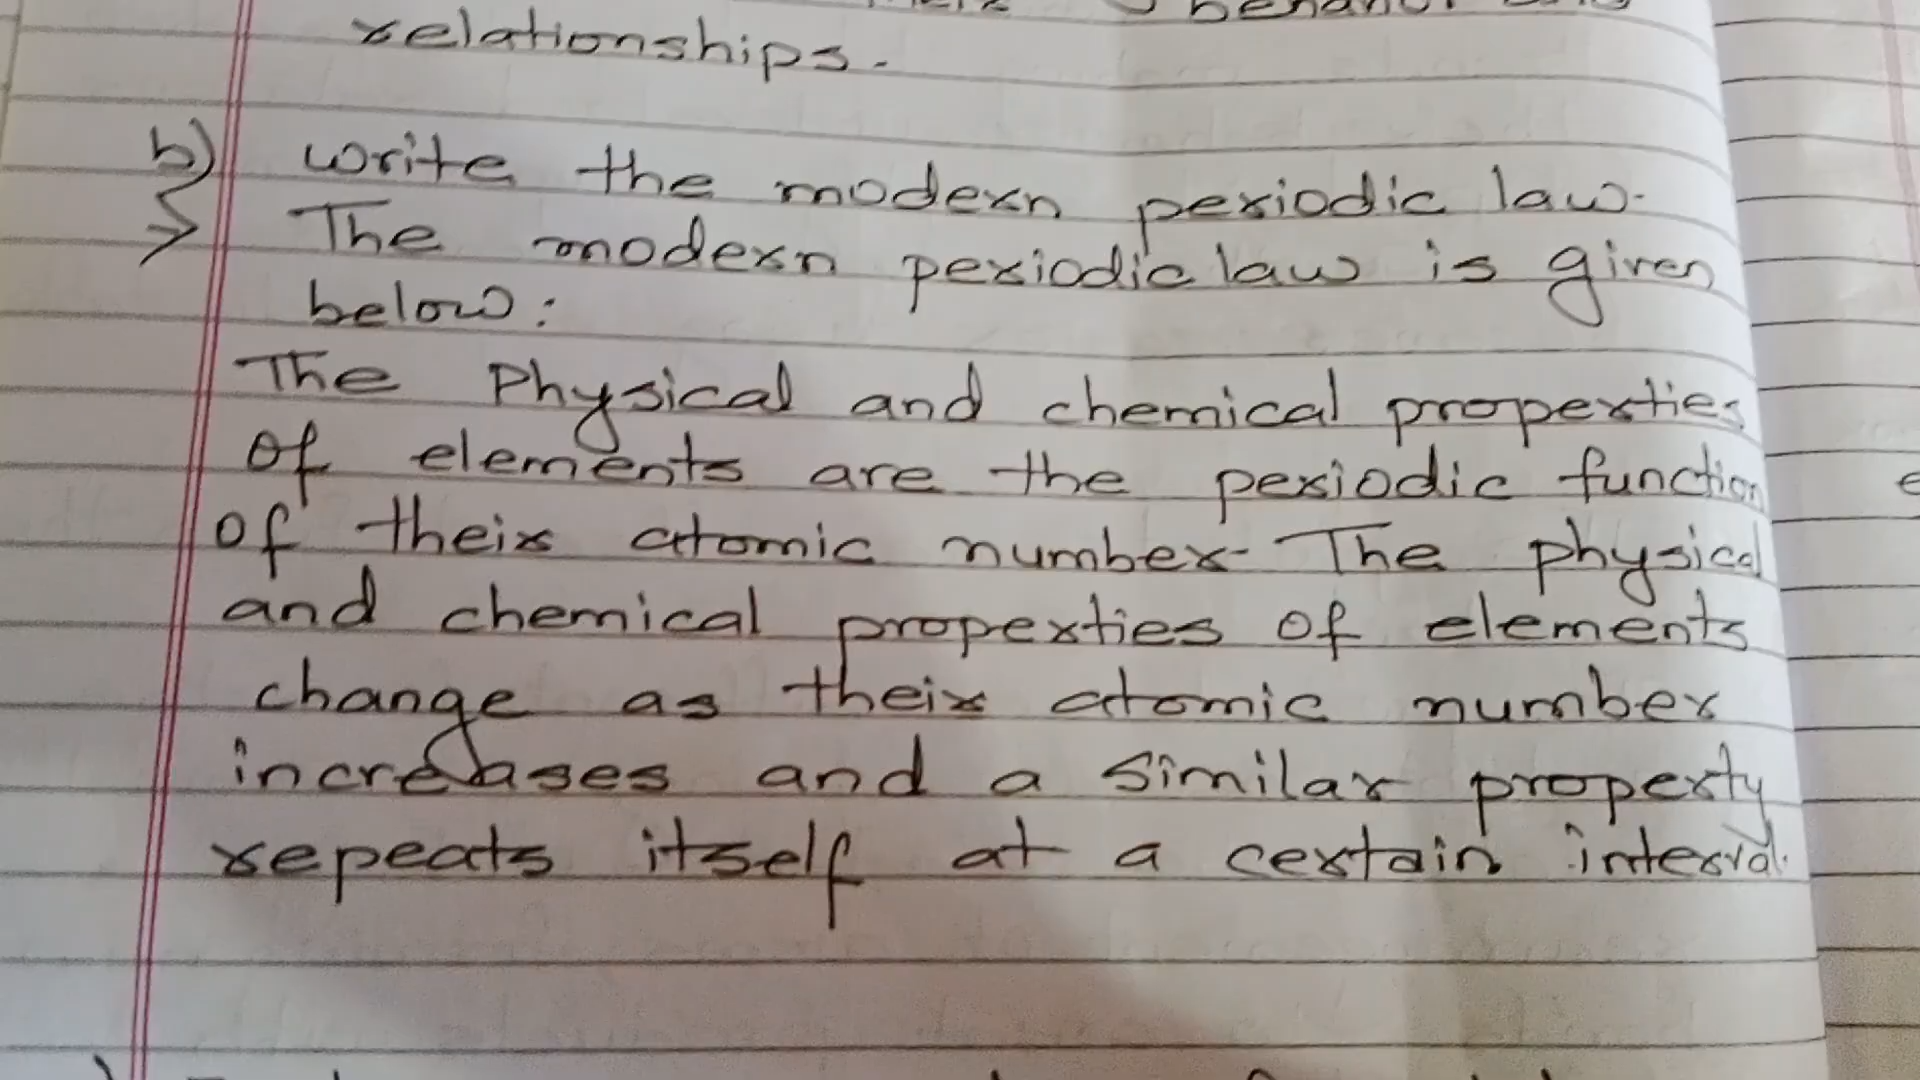 relationships.
b) write the modern periodic law.
The modern periodic law is given
below:
The Physical and chemical properties
of elements are the periodic function
of their atomic number. The physical
and chemical properties of elements
change as their atomic number
increases and a similar property
repeats itself at a certain interval.